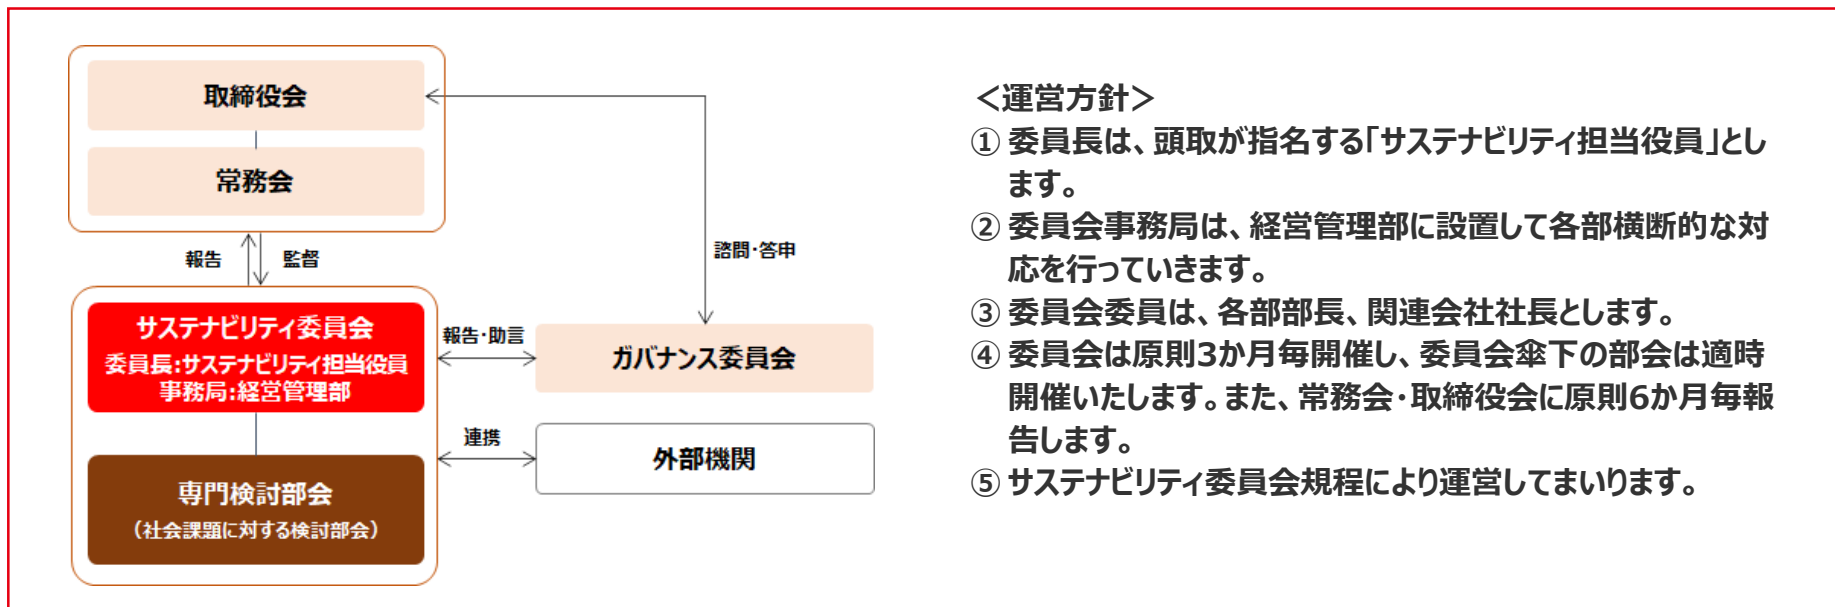 取締役会
常務会
報告
監督
諮問・答申
サステナビリティ委員会
委員長:サステナビリティ担当役員
事務局:経営管理部
報告・助言
ガバナンス委員会
連携
外部機関
専門検討部会
（社会課題に対する検討部会）
＜運営方針＞
① 委員長は、頭取が指名する「サステナビリティ担当役員」とし
ます。
② 委員会事務局は、経営管理部に設置して各部横断的な対
応を行っていきます。
③ 委員会委員は、各部部長、関連会社社長とします。
④ 委員会は原則3か月毎開催し、委員会傘下の部会は適時
開催いたします。また、常務会・取締役会に原則6か月毎報
告します。
⑤ サステナビリティ委員会規程により運営してまいります。